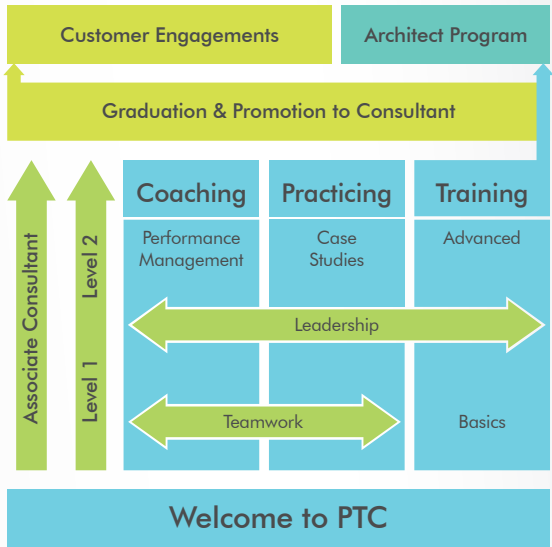 Customer Engagements
Architect Program
Graduation & Promotion to Consultant
Associate Consultant
Level 1
Level 2
Coaching
Practicing
Training
Performance
Management
Case
Studies
Advanced
Leadership
Teamwork
Basics
Welcome to PTC